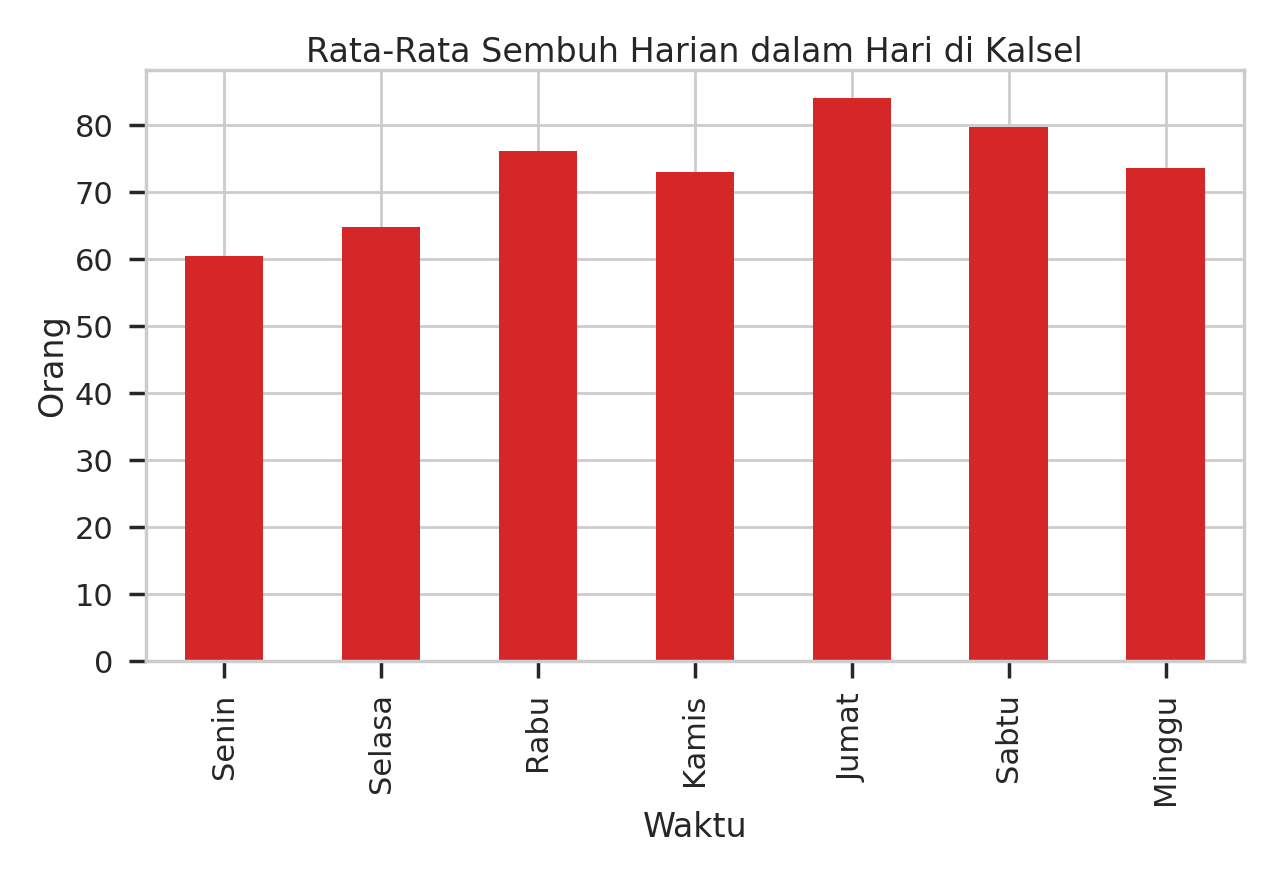 Rata-Rata Sembuh Harian dalam Hari di Kalsel
Orang
80
70
60
50
40
30
20
10
0
Senin
Selasa
Rabu
Kamis
Jumat
Sabtu
Minggu
Waktu